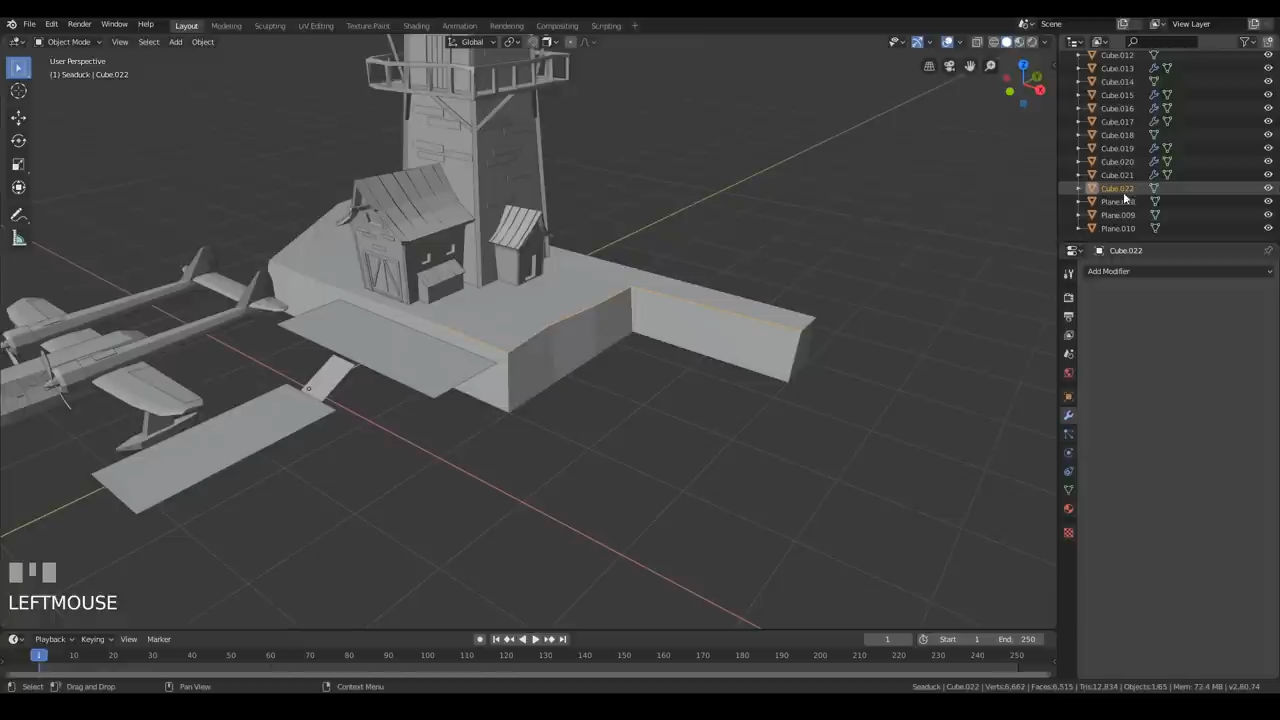 File Edit Render Window Help Layout Modeling Sculpting UV Editing Texture Paint Shading Animation Rendering Compositing Scripting + Scene View Layer
Object Mode View Select Add Object Global
User Perspective
(1) Seaduck | Cube.022
Z
Y
X
Cube.012
Cube.013
Cube.014
Cube.015
Cube.016
Cube.017
Cube.018
Cube.019
Cube.020
Cube.021
Cube.022
Plane.009
Plane.010
Cube.022
Add Modifier
LEFTMOUSE
Playback Keying View Marker 1 Start 1 End: 250
1 10 20 30 40 50 60 70 80 90 100 110 120 130 140 150 160 170 180 190 200 210 220 230 240 250
Select Drag and Drop Pan View Context Menu Seaduck | Cube.022 | Verts:6,662 | Faces:6,515 | Tris:12,834 | Objects:1/65 | Mem: 72.4 MB | v2.80.74